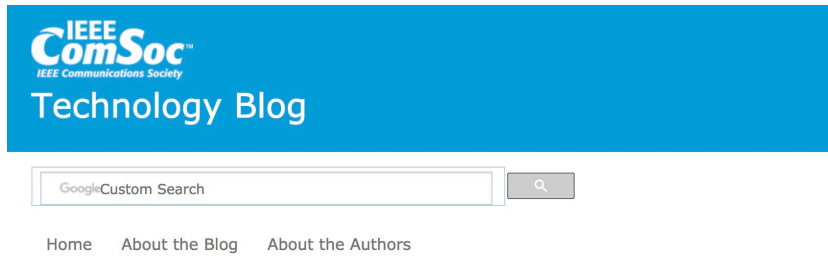 IEEE
ComSoc™
IEEE Communications Society
Technology Blog
Google Custom Search
Home About the Blog About the Authors